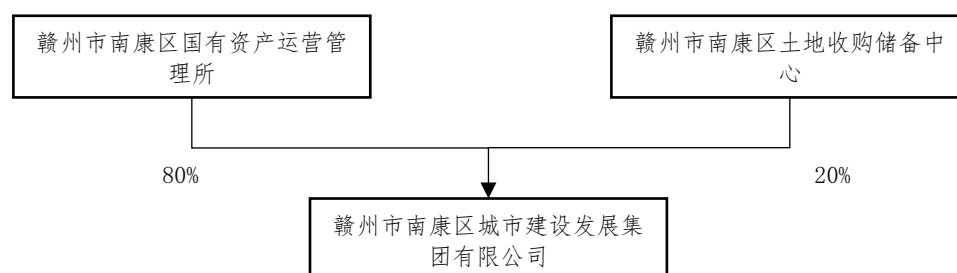 赣州市南康区国有资产运营管
理所
赣州市南康区土地收购储备中
心
80%
20%
赣州市南康区城市建设发展集
团有限公司